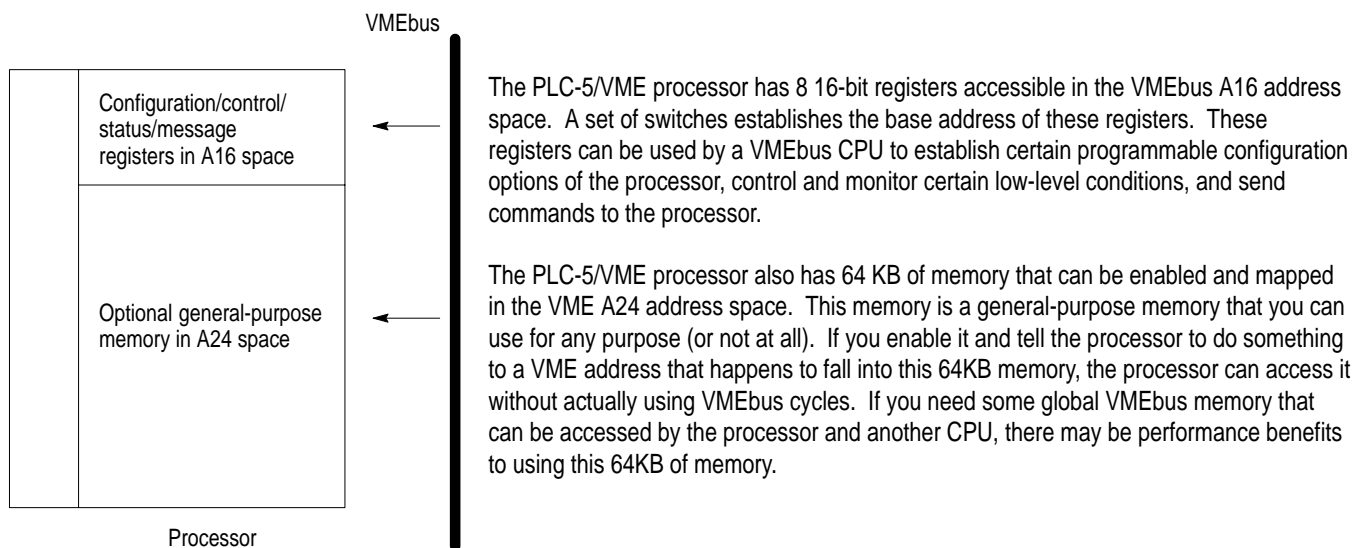 VMEbus
Configuration/control/
status/message
registers in A16 space
Optional general-purpose
memory in A24 space
Processor
The PLC-5/VME processor has 8 16-bit registers accessible in the VMEbus A16 address
space. A set of switches establishes the base address of these registers. These
registers can be used by a VMEbus CPU to establish certain programmable configuration
options of the processor, control and monitor certain low-level conditions, and send
commands to the processor.
The PLC-5/VME processor also has 64 KB of memory that can be enabled and mapped
in the VME A24 address space. This memory is a general-purpose memory that you can
use for any purpose (or not at all). If you enable it and tell the processor to do something
to a VME address that happens to fall into this 64KB memory, the processor can access it
without actually using VMEbus cycles. If you need some global VMEbus memory that
can be accessed by the processor and another CPU, there may be performance benefits
to using this 64KB of memory.